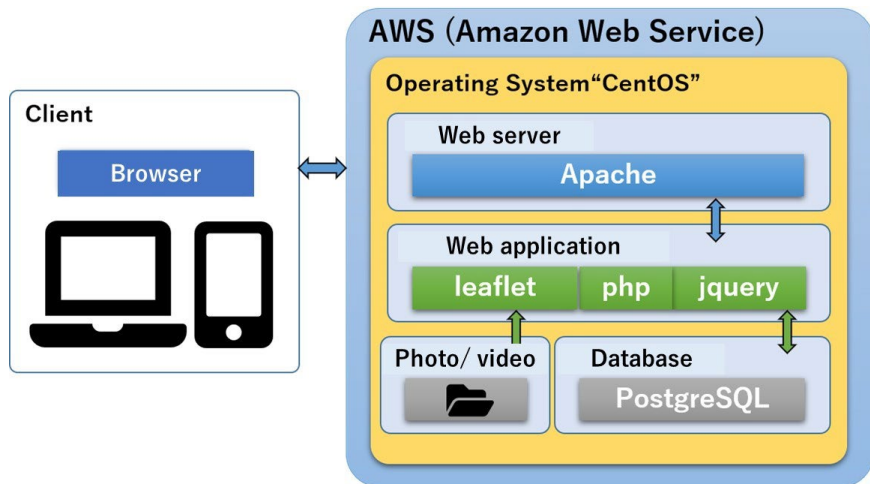 AWS (Amazon Web Service)
Operating System“CentOS”
Client
Browser
Web server
Apache
Web application
leaflet php jquery
Photo/ video
Database
PostgreSQL